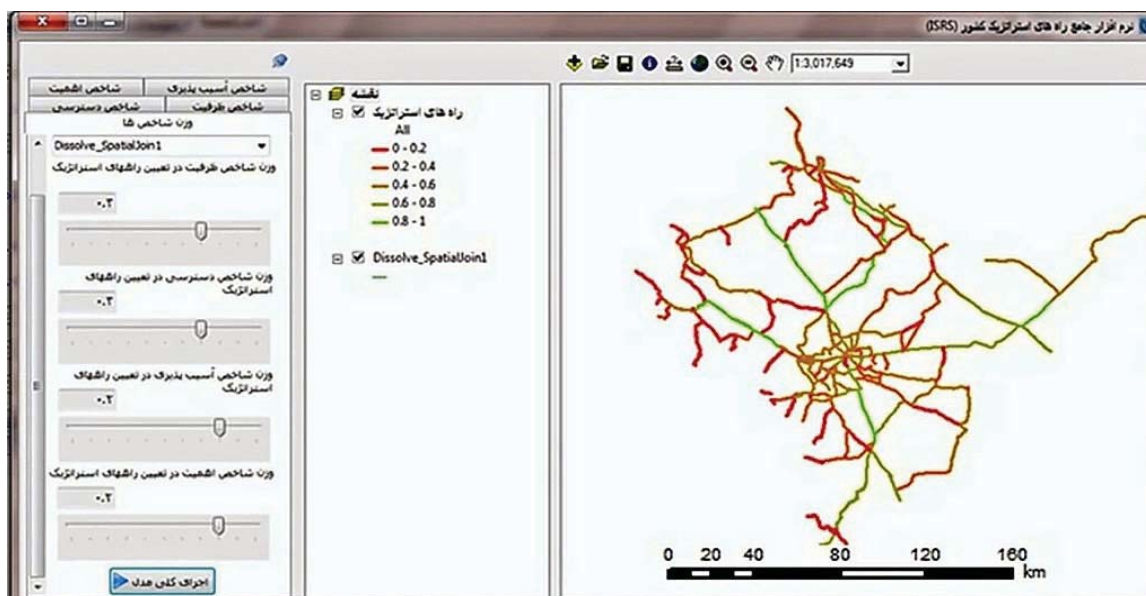 نرم افزار جامع راه های استراتژیک کشور (ISRS)
1:3,017,649
شاخص آسیب پذیری
شاخص اهمیت
شاخص ظرفیت
شاخص دسترسی
وزن شاخص ها
Dissolve_SpatialJoin1
وزن شاخص ظرفیت در تعیین راههای استراتژیک
۰.۳
وزن شاخص دسترسی در تعیین راههای
استراتژیک
۰.۳
وزن شاخص آسیب پذیری در تعیین راههای
استراتژیک
۰.۲
وزن شاخص اهمیت در تعیین راههای استراتژیک
۰.۲
اجرای کلی مدل
نقشه
راه های استراتژیک
All
0 - 0.2
0.2 - 0.4
0.4 - 0.6
0.6 - 0.8
0.8 - 1
Dissolve_SpatialJoin1
0 20 40 80 120 160
km